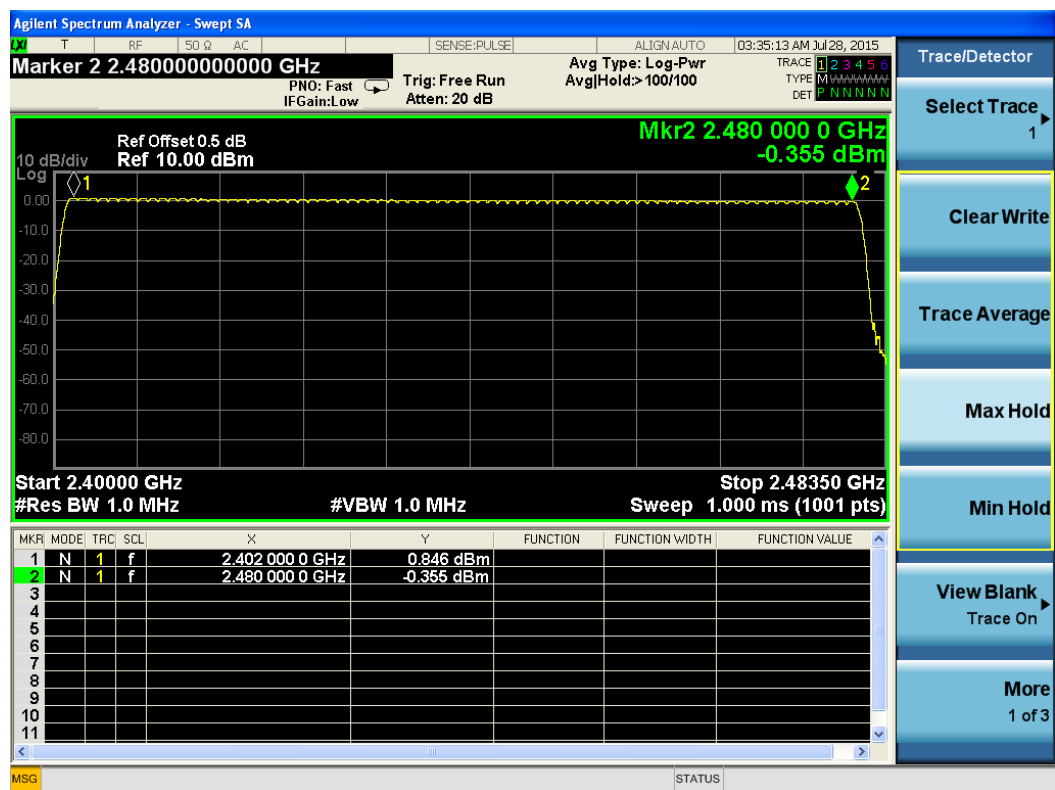 Agilent Spectrum Analyzer - Swept SA
LXI T RF 50 Ω AC SENSE:PULSE ALIGN AUTO 03:35:13 AM Jul 28, 2015
Marker 2 2.480000000000 GHz
PNO: Fast
IFGain:Low
Trig: Free Run
Atten: 20 dB
Avg Type: Log-Pwr
Avg|Hold:> 100/100
TRACE 1 2 3 4 5 6
TYPE M WWWWW
DET P N N N N N
Ref Offset 0.5 dB
10 dB/div Ref 10.00 dBm
Log
Mkr2 2.480 000 0 GHz
-0.355 dBm
1
2
0.00
-10.0
-20.0
-30.0
-40.0
-50.0
-60.0
-70.0
-80.0
Start 2.40000 GHz Stop 2.48350 GHz
#Res BW 1.0 MHz #VBW 1.0 MHz Sweep 1.000 ms (1001 pts)
MKR MODE TRC SCL X Y FUNCTION FUNCTION WIDTH FUNCTION VALUE
1 N 1 f 2.402 000 0 GHz 0.846 dBm
2 N 1 f 2.480 000 0 GHz -0.355 dBm
3
4
5
6
7
8
9
10
11
MSG STATUS
Trace/Detector
Select Trace
1
Clear Write
Trace Average
Max Hold
Min Hold
View Blank
Trace On
More
1 of 3